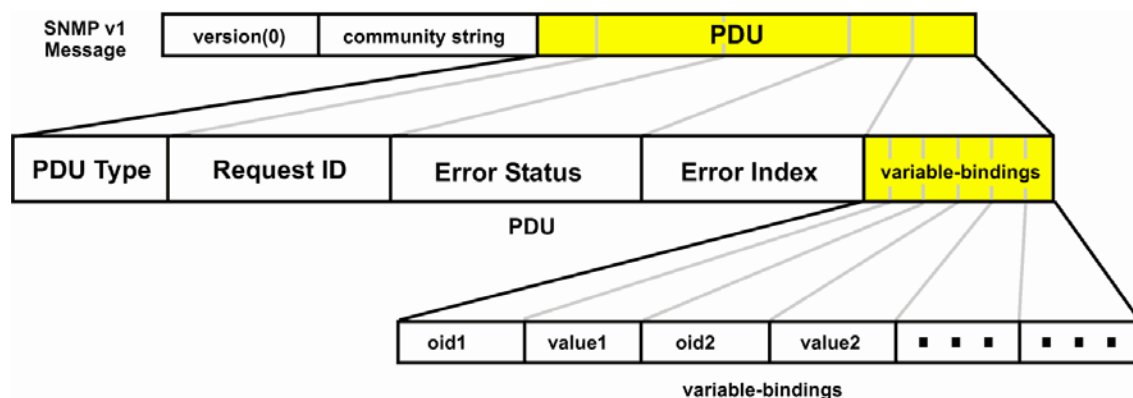 SNMP v1 Message version(0) community string PDU
PDU Type Request ID Error Status Error Index variable-bindings
PDU
oid1 value1 oid2 value2 ... ...
variable-bindings